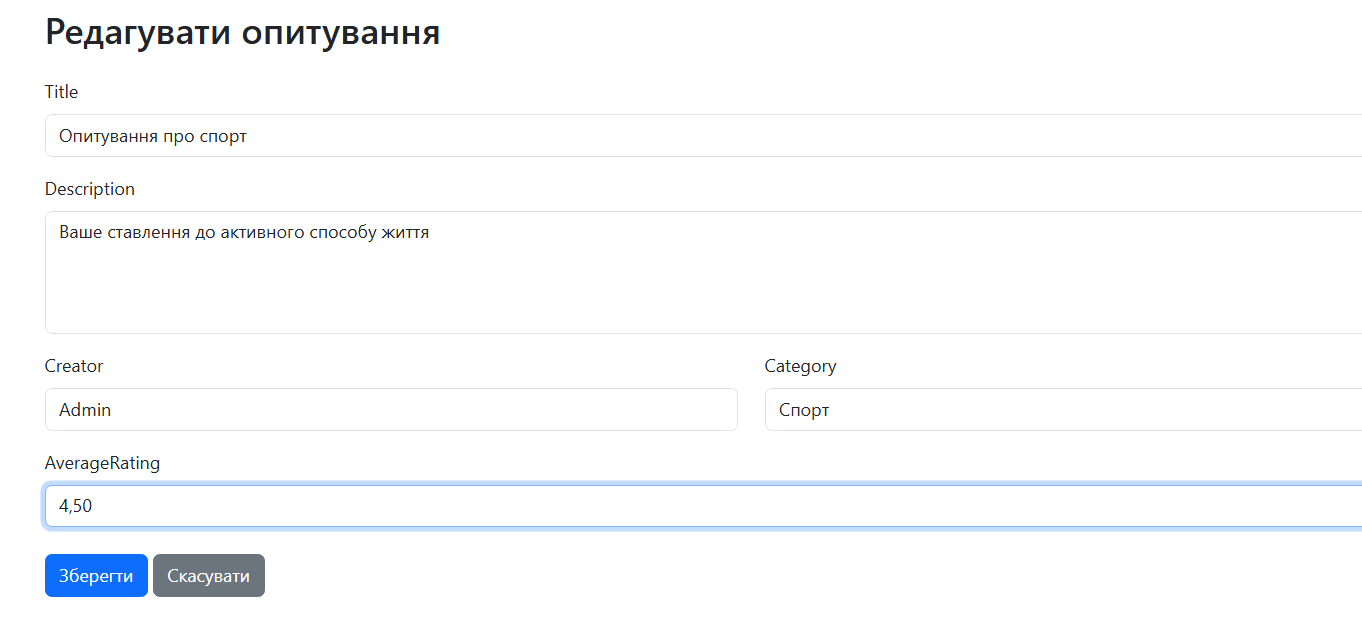 Редагувати опитування
Title
Опитування про спорт
Description
Ваше ставлення до активного способу життя
Creator
Category
Admin
Спорт
AverageRating
4,50
Зберегти
Скасувати